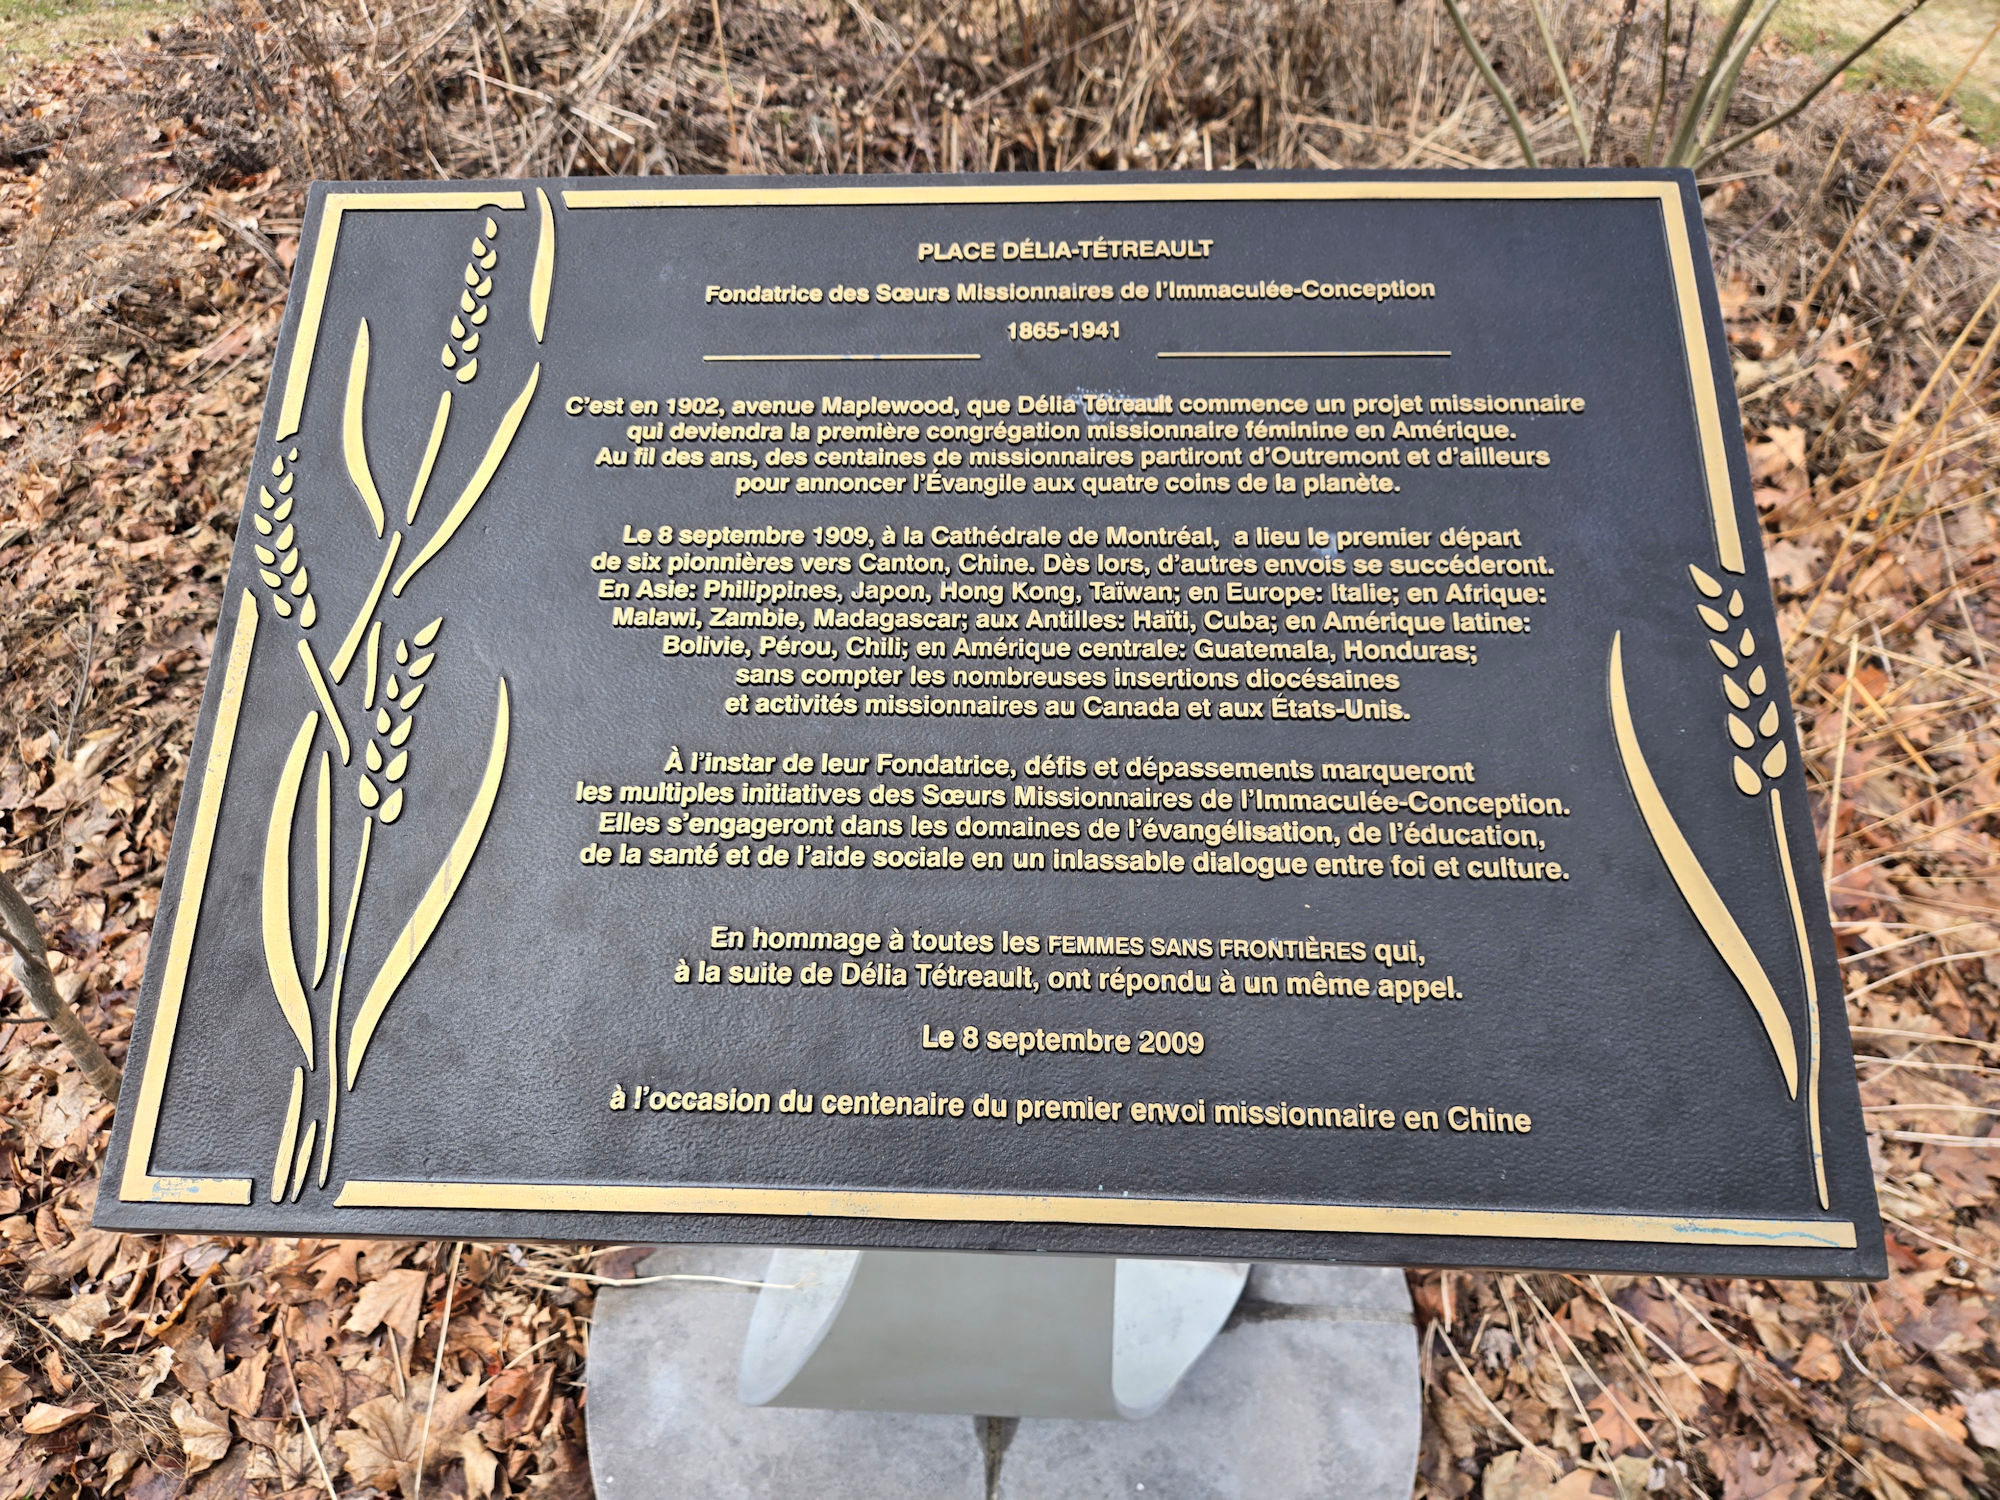 PLACE DÉLIA-TÉTREAULT
Fondatrice des Sœurs Missionnaires de l'Immaculée-Conception
1865-1941
C'est en 1902, avenue Maplewood, que Délia Tétreault commence un projet missionnaire
qui deviendra la première congrégation missionnaire féminine en Amérique.
Au fil des ans, des centaines de missionnaires partiront d'Outremont et d'ailleurs
pour annoncer l'Évangile aux quatre coins de la planète.
Le 8 septembre 1909, à la Cathédrale de Montréal, a lieu le premier départ
de six pionnières vers Canton, Chine. Dès lors, d'autres envois se succéderont.
En Asie: Philippines, Japon, Hong Kong, Taïwan; en Europe: Italie; en Afrique:
Malawi, Zambie, Madagascar; aux Antilles: Haïti, Cuba; en Amérique latine:
Bolivie, Pérou, Chili; en Amérique centrale: Guatemala, Honduras;
sans compter les nombreuses insertions diocésaines
et activités missionnaires au Canada et aux États-Unis.
À l'instar de leur Fondatrice, défis et dépassements marqueront
les multiples initiatives des Sœurs Missionnaires de l'Immaculée-Conception.
Elles s'engageront dans les domaines de l'évangélisation, de l'éducation,
de la santé et de l'aide sociale en un inlassable dialogue entre foi et culture.
En hommage à toutes les FEMMES SANS FRONTIÈRES qui,
à la suite de Délia Tétreault, ont répondu à un même appel.
Le 8 septembre 2009
à l'occasion du centenaire du premier envoi missionnaire en Chine